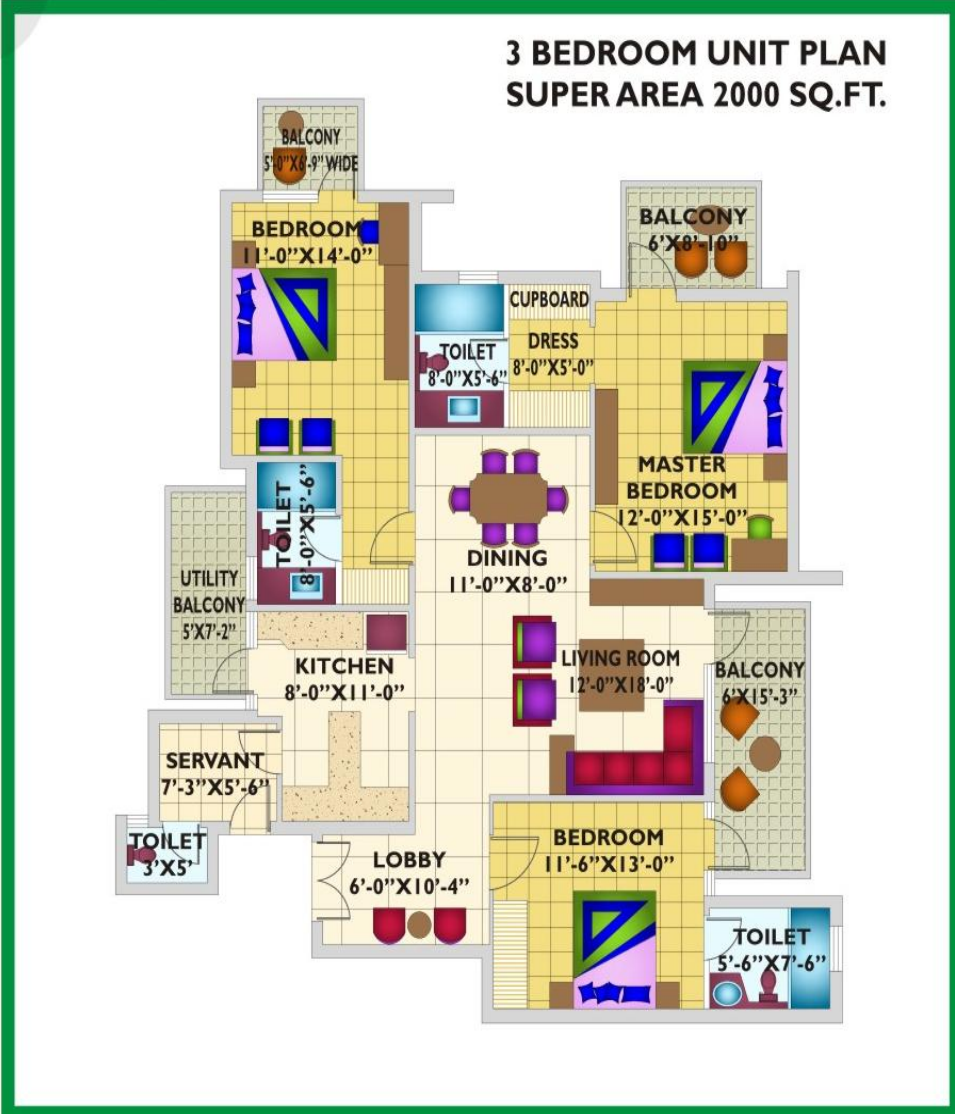 3 BEDROOM UNIT PLAN
SUPER AREA 2000 SQ.FT.
BALCONY
5'-0"X6'-9" WIDE
BEDROOM
11'-0"X14'-0"
BALCONY
6'X8'-10"
CUPBOARD
TOILET
8'-0"X5'-6"
DRESS
8'-0"X5'-0"
MASTER
BEDROOM
12'-0"X15'-0"
TOILET
8'-0"X5'-6"
DINING
11'-0"X8'-0"
UTILITY
BALCONY
5'X7'-2"
KITCHEN
8'-0"X11'-0"
LIVING ROOM
12'-0"X18'-0"
BALCONY
6'X15'-3"
SERVANT
7'-3"X5'-6"
TOILET
3'X5'
LOBBY
6'-0"X10'-4"
BEDROOM
11'-6"X13'-0"
TOILET
5'-6"X7'-6"